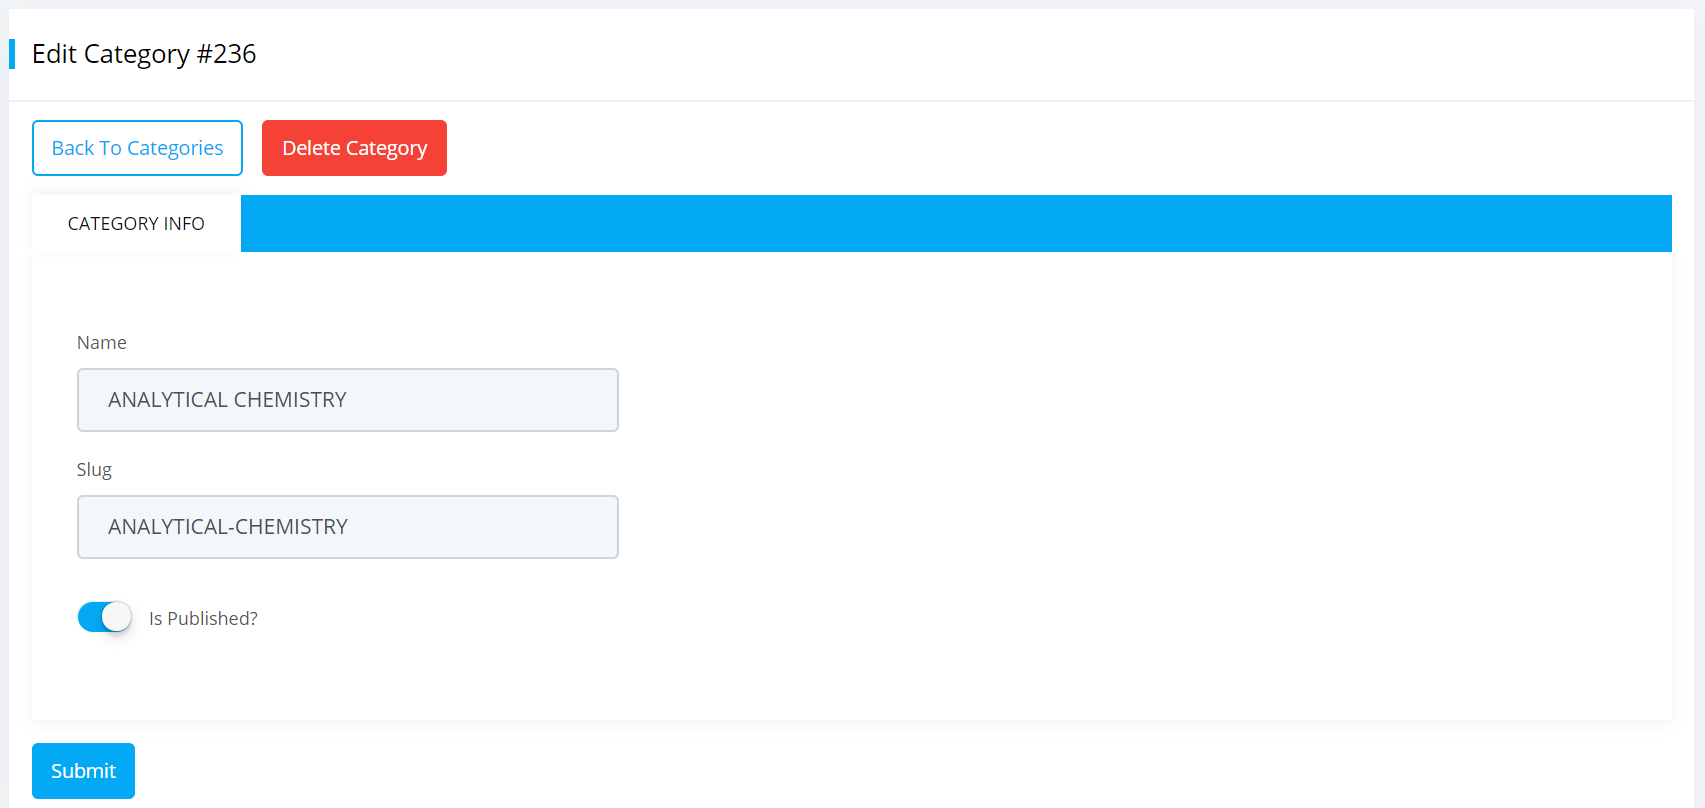 Edit Category #236
Back To Categories
Delete Category
CATEGORY INFO
Name
ANALYTICAL CHEMISTRY
Slug
ANALYTICAL-CHEMISTRY
Is Published?
Submit